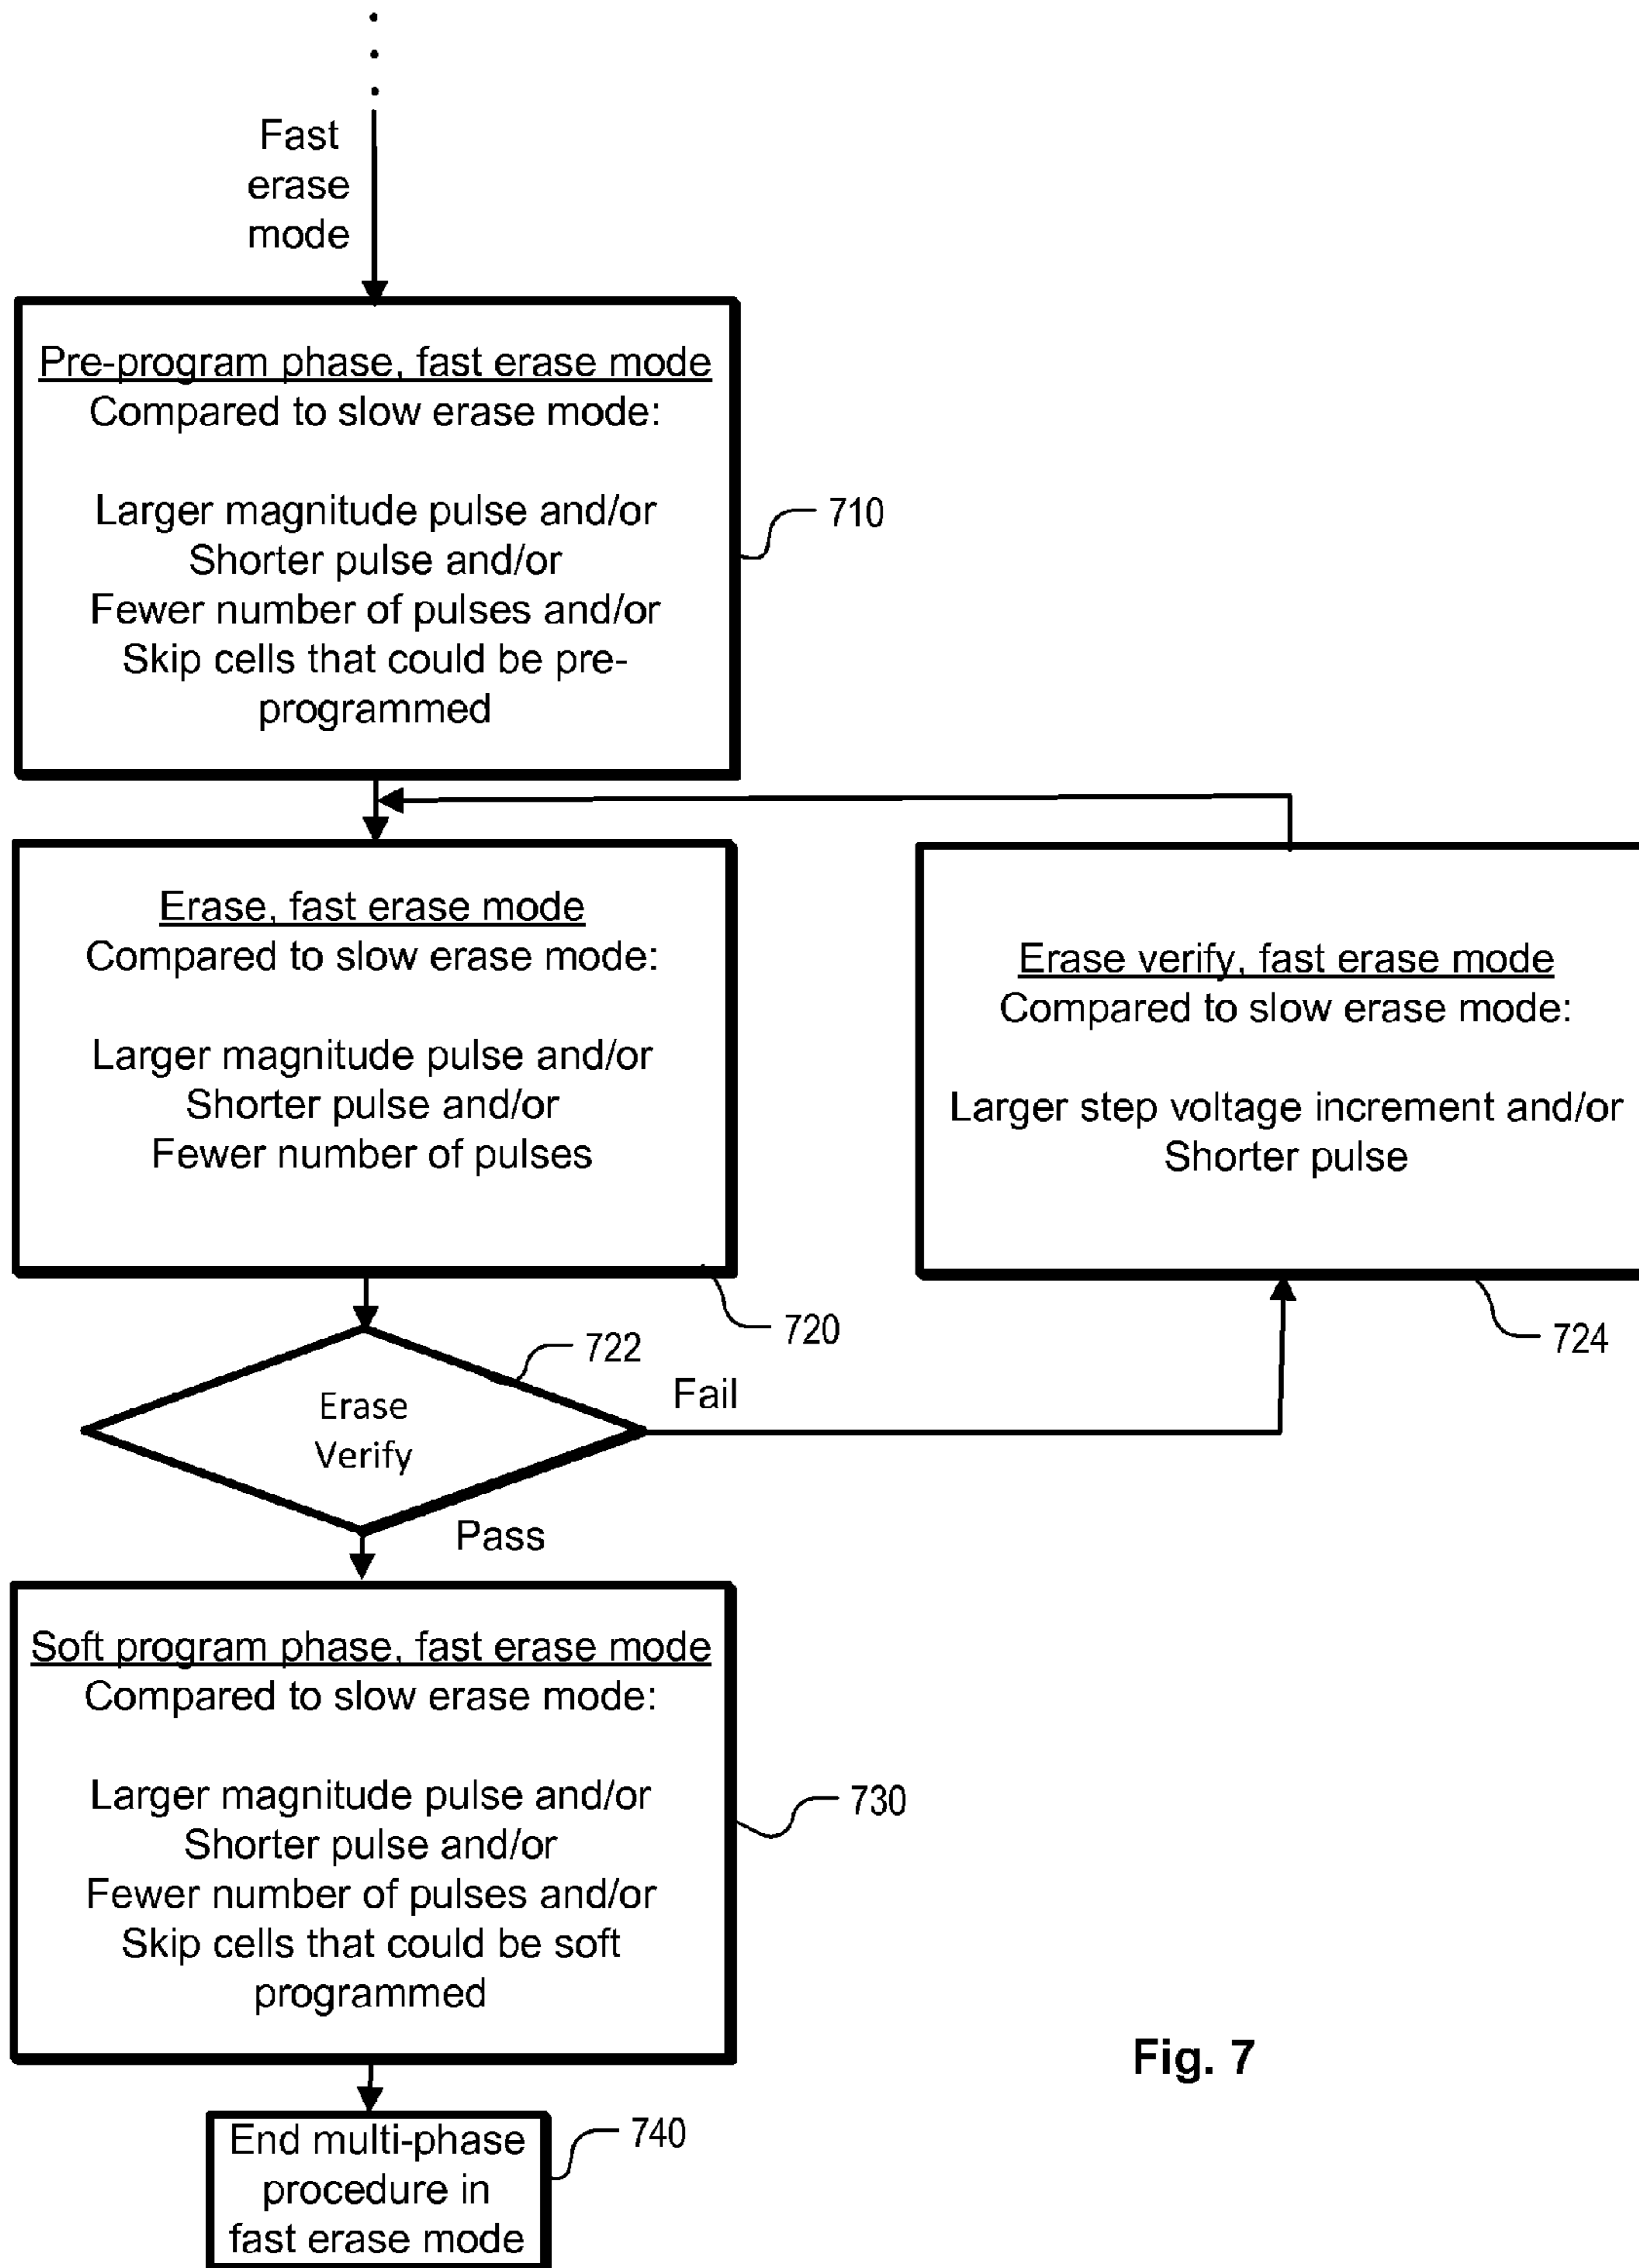 Fast
erase
mode
Pre-program phase, fast erase mode
Compared to slow erase mode:
Larger magnitude pulse and/or
Shorter pulse and/or
Fewer number of pulses and/or
Skip cells that could be pre-
programmed
710
Erase, fast erase mode
Compared to slow erase mode:
Larger magnitude pulse and/or
Shorter pulse and/or
Fewer number of pulses
720
Erase verify, fast erase mode
Compared to slow erase mode:
Larger step voltage increment and/or
Shorter pulse
724
722
Erase
Verify
Fail
Pass
Soft program phase, fast erase mode
Compared to slow erase mode:
Larger magnitude pulse and/or
Shorter pulse and/or
Fewer number of pulses and/or
Skip cells that could be soft
programmed
730
End multi-phase
procedure in
fast erase mode
740
Fig. 7